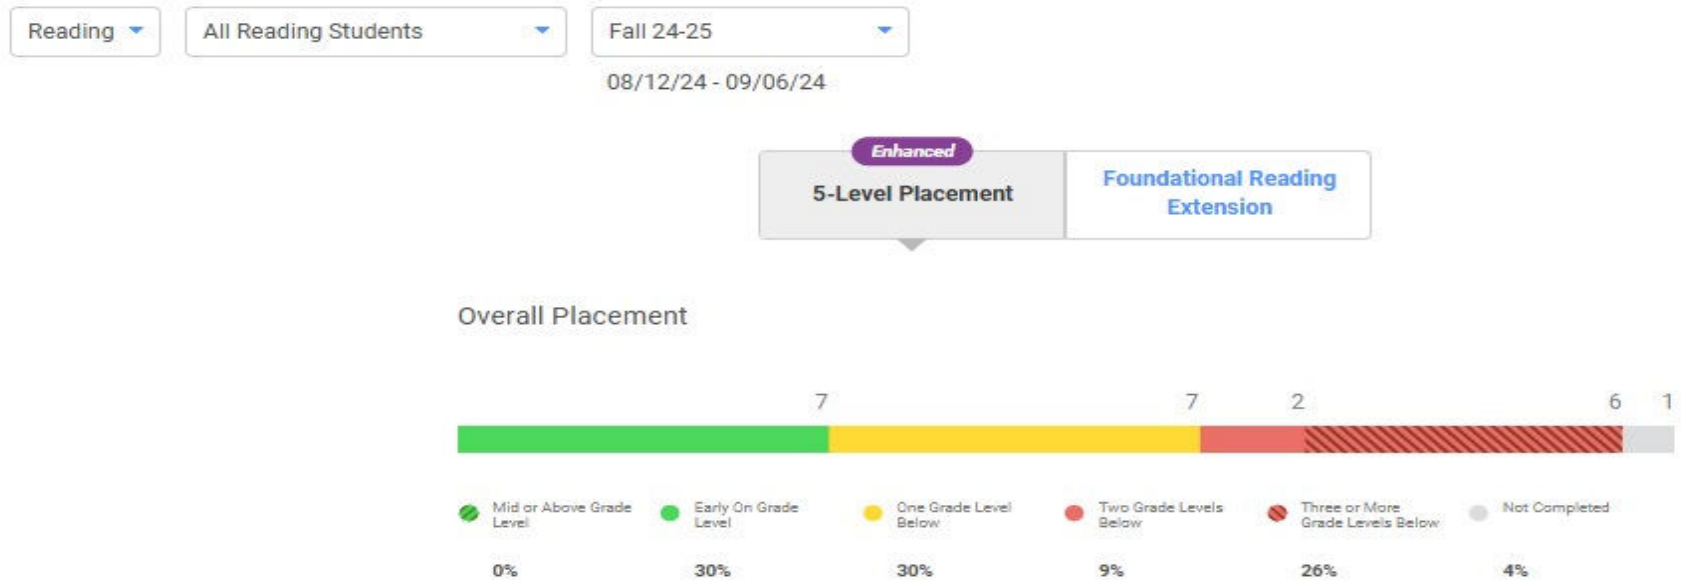 Reading
All Reading Students
Fall 24-25
08/12/24 - 09/06/24
Enhanced
5-Level Placement
Foundational Reading
Extension
Overall Placement
7
7
2
6
1
Mid or Above Grade
Level
0%
Early On Grade
Level
30%
One Grade Level
Below
30%
Two Grade Levels
Below
9%
Three or More
Grade Levels Below
26%
Not Completed
4%